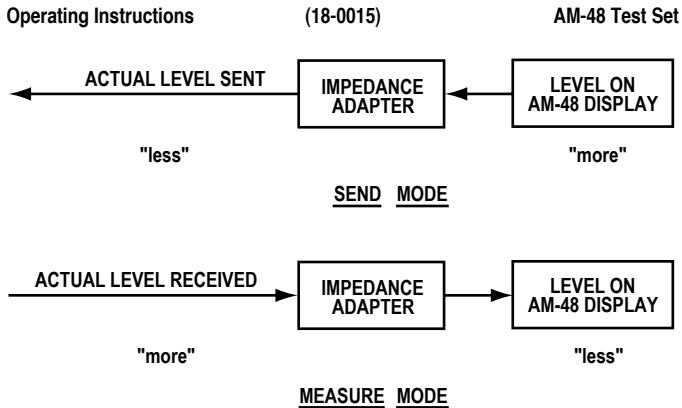 Operating Instructions (18-0015) AM-48 Test Set
ACTUAL LEVEL SENT
IMPEDANCE
ADAPTER
LEVEL ON
AM-48 DISPLAY
"less" "more"
SEND MODE
ACTUAL LEVEL RECEIVED
IMPEDANCE
ADAPTER
LEVEL ON
AM-48 DISPLAY
"more" "less"
MEASURE MODE